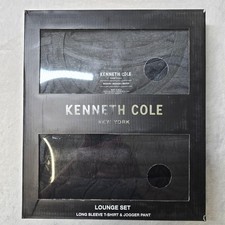 KENNETH COLE
KENNETH COLE
NEW YORK
LOUNGE SET
LONG SLEEVE T-SHIRT & JOGGER PANT